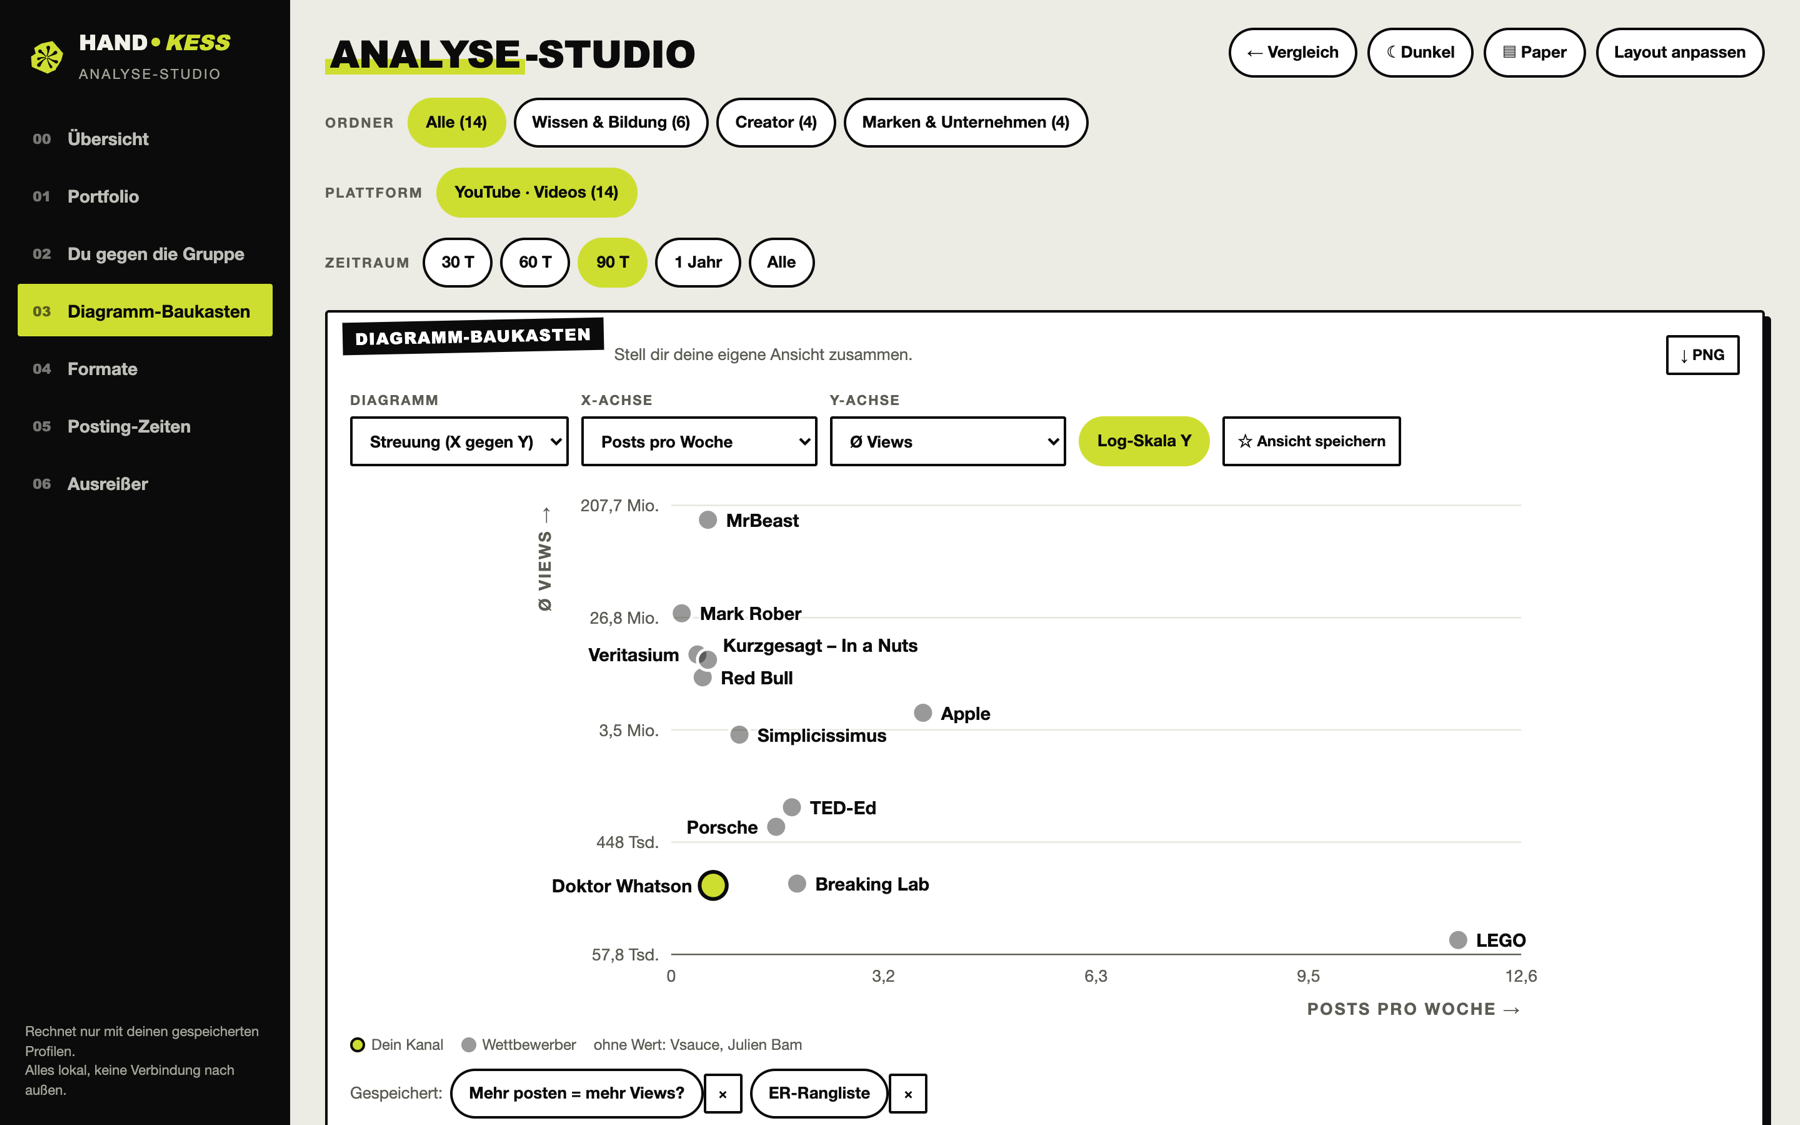 HAND•KESS
ANALYSE-STUDIO
00 Übersicht
01 Portfolio
02 Du gegen die Gruppe
03 Diagramm-Baukasten
04 Formate
05 Posting-Zeiten
06 Ausreißer
Rechnet nur mit deinen gespeicherten
Profilen.
Alles lokal, keine Verbindung nach
außen.
ANALYSE-STUDIO
← Vergleich
☾ Dunkel
▤ Paper
Layout anpassen
ORDNER Alle (14) Wissen & Bildung (6) Creator (4) Marken & Unternehmen (4)
PLATTFORM YouTube · Videos (14)
ZEITRAUM 30 T 60 T 90 T 1 Jahr Alle
DIAGRAMM-BAUKASTEN
Stell dir deine eigene Ansicht zusammen.
↓ PNG
DIAGRAMM X-ACHSE Y-ACHSE
Streuung (X gegen Y) Posts pro Woche Ø Views Log-Skala Y ☆ Ansicht speichern
Ø VIEWS →
207,7 Mio.
MrBeast
26,8 Mio.
Mark Rober
Kurzgesagt – In a Nuts
Veritasium
Red Bull
Apple
3,5 Mio.
Simplicissimus
TED-Ed
Porsche
448 Tsd.
Doktor Whatson
Breaking Lab
LEGO
57,8 Tsd.
0 3,2 6,3 9,5 12,6
POSTS PRO WOCHE →
Dein Kanal Wettbewerber ohne Wert: Vsauce, Julien Bam
Gespeichert: Mehr posten = mehr Views? × ER-Rangliste ×